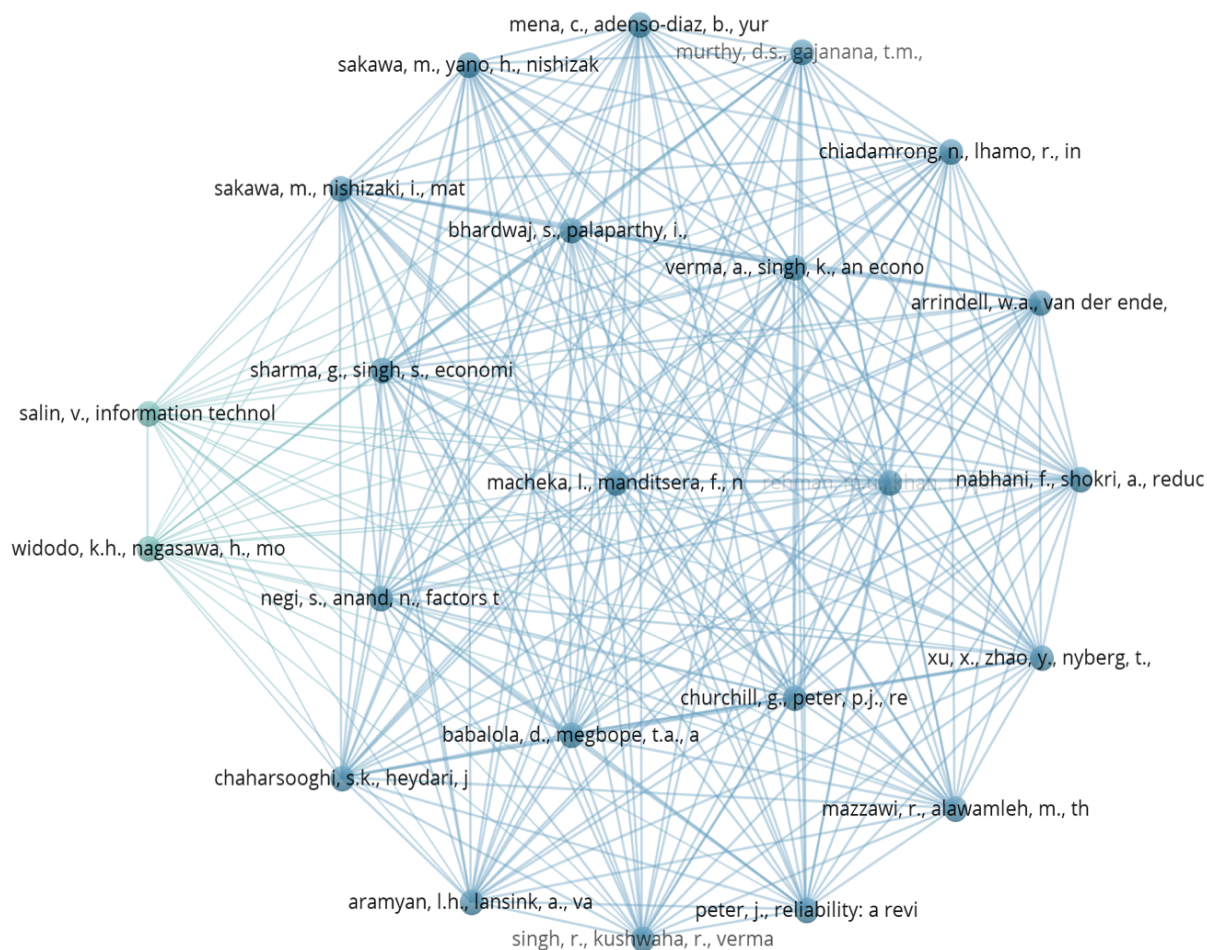 mena, c., adenso-diaz, b., yur
murthy, d.s., gajanana, t.m.,
sakawa, m., yano, h., nishizak
chiadamrong, n., lhamo, r., in
sakawa, m., nishizaki, i., mat
bhardwaj, s., palaparthy, i.,
verma, a., singh, k., an econo
arrindell, w.a., van der ende,
sharma, g., singh, s., economi
salin, v., information technol
macheka, l., manditsera, f., n
nabhani, f., shokri, a., reduc
widodo, k.h., nagasawa, h., mo
negi, s., anand, n., factors t
xu, x., zhao, y., nyberg, t.,
churchill, g., peter, p.j., re
babalola, d., megbope, t.a., a
chaharsooghi, s.k., heydari, j
mazzawi, r., alawamleh, m., th
aramyan, l.h., lansink, a., va
peter, j., reliability: a revi
singh, r., kushwaha, r., verma